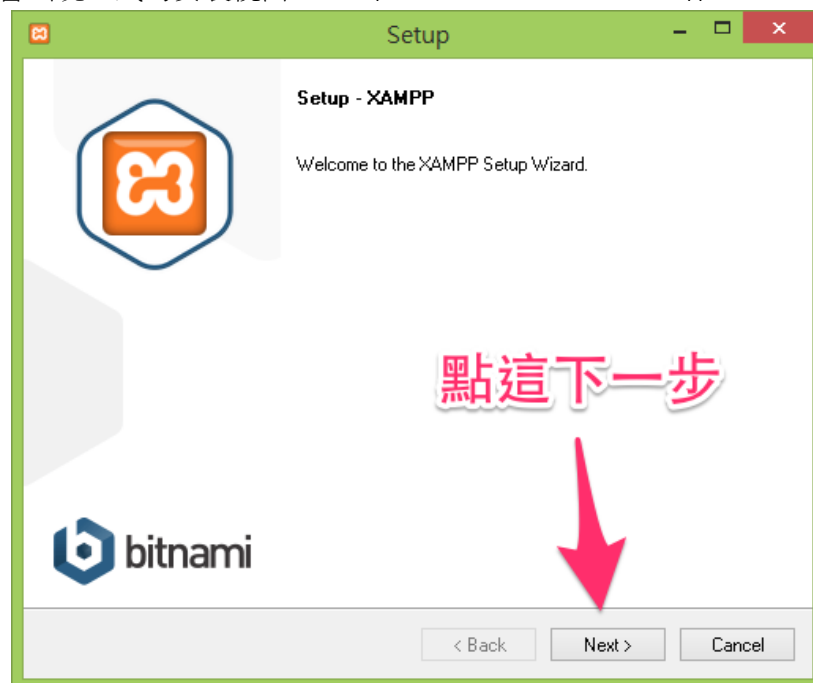 Setup
Setup - XAMPP
Welcome to the XAMPP Setup Wizard.
點這下一步
bitnami
< Back
Next >
Cancel